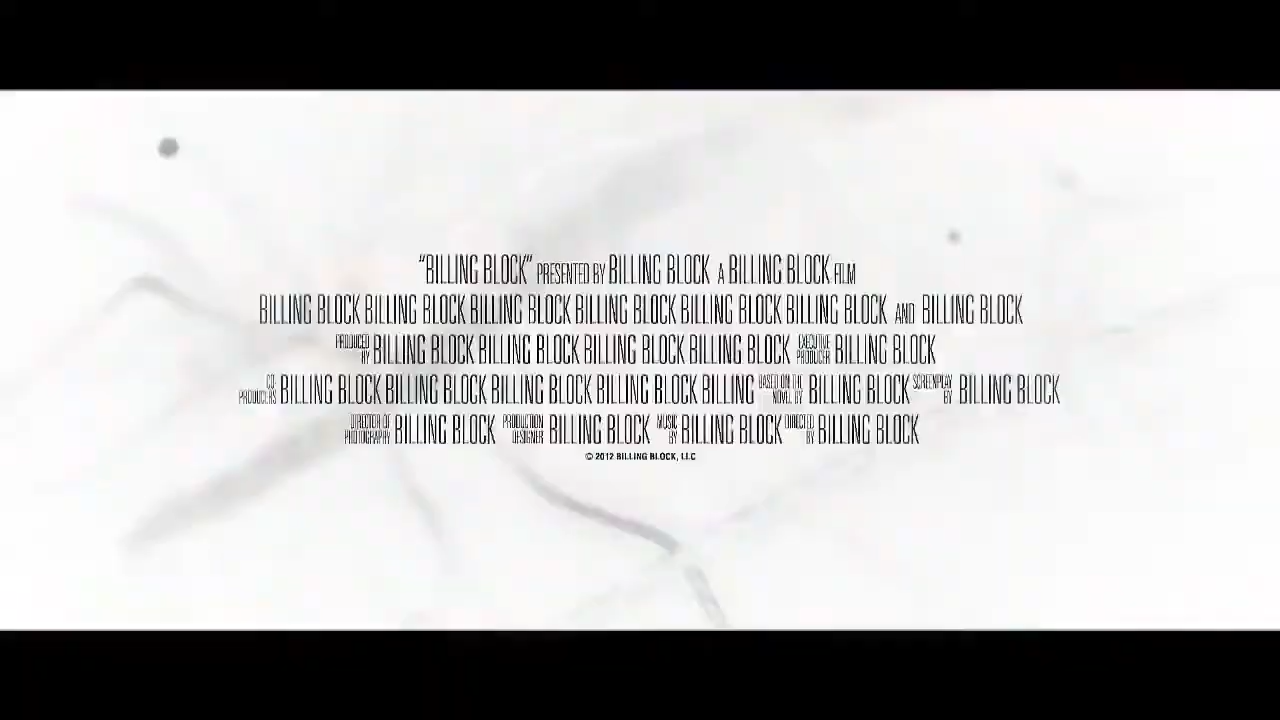 “BILLING BLOCK” PRESENTED BY BILLING BLOCK A BILLING BLOCK FILM
BILLING BLOCK BILLING BLOCK BILLING BLOCK BILLING BLOCK BILLING BLOCK BILLING BLOCK AND BILLING BLOCK
PRODUCED BY BILLING BLOCK BILLING BLOCK BILLING BLOCK BILLING BLOCK EXECUTIVE PRODUCER BILLING BLOCK
CO PRODUCERS BILLING BLOCK BILLING BLOCK BILLING BLOCK BILLING BLOCK BILLING BASED ON THE NOVEL BY BILLING BLOCK SCREENPLAY BY BILLING BLOCK
DIRECTOR OF PHOTOGRAPHY BILLING BLOCK PRODUCTION DESIGNER BILLING BLOCK MUSIC BY BILLING BLOCK DIRECTED BY BILLING BLOCK
© 2012 BILLING BLOCK, LLC